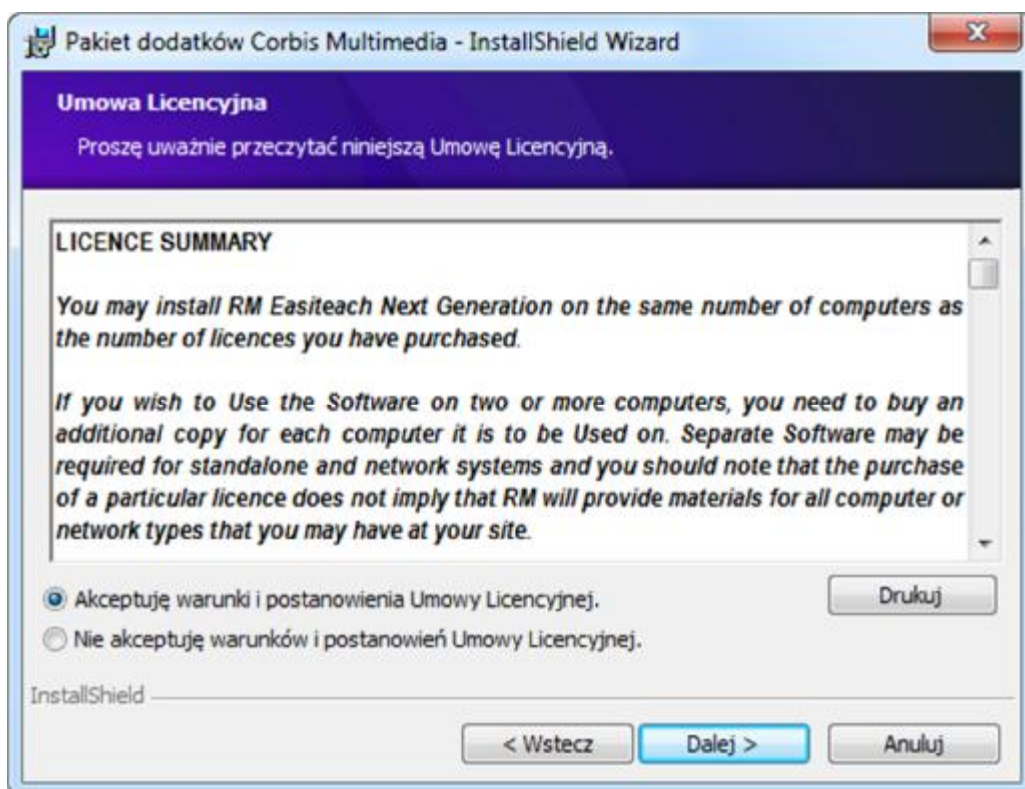 Pakiet dodatków Corbis Multimedia - InstallShield Wizard
Umowa Licencyjna
Proszę uważnie przeczytać niniejszą Umowę Licencyjną.
LICENCE SUMMARY
You may install RM Easiteach Next Generation on the same number of computers as
the number of licences you have purchased.
If you wish to Use the Software on two or more computers, you need to buy an
additional copy for each computer it is to be Used on. Separate Software may be
required for standalone and network systems and you should note that the purchase
of a particular licence does not imply that RM will provide materials for all computer or
network types that you may have at your site.
Akceptuję warunki i postanowienia Umowy Licencyjnej.
Drukuj
Nie akceptuję warunków i postanowień Umowy Licencyjnej.
InstallShield
< Wstecz
Dalej >
Anuluj